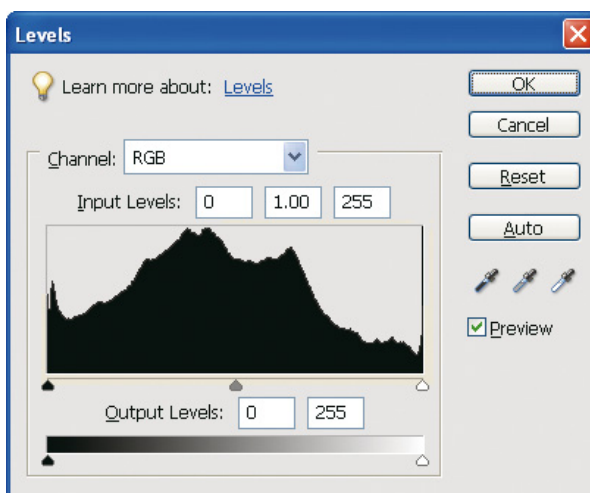 Levels
Learn more about: Levels
OK
Cancel
Reset
Auto
Preview
Channel: RGB
Input Levels: 0 1.00 255
Output Levels: 0 255